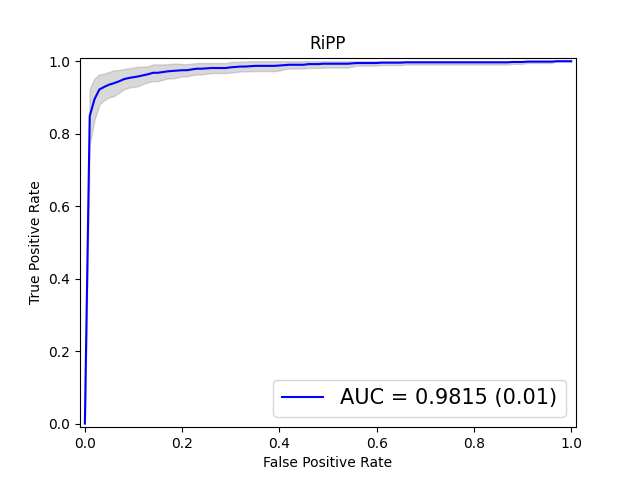 RiPP
1.0
0.8
0.6
0.4
0.2
0.0
True Positive Rate
AUC = 0.9815 (0.01)
0.0 0.2 0.4 0.6 0.8 1.0
False Positive Rate